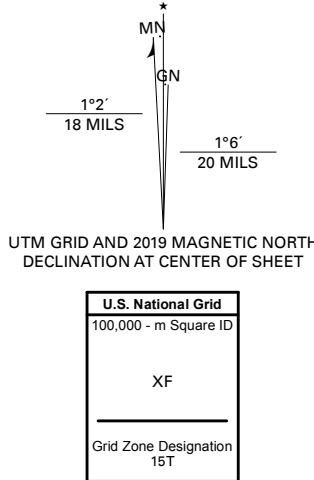 MN
GN
1°2´
18 MILS
1°6´
20 MILS
UTM GRID AND 2019 MAGNETIC NORTH
DECLINATION AT CENTER OF SHEET
U.S. National Grid
100,000 - m Square ID
XF
Grid Zone Designation
15T